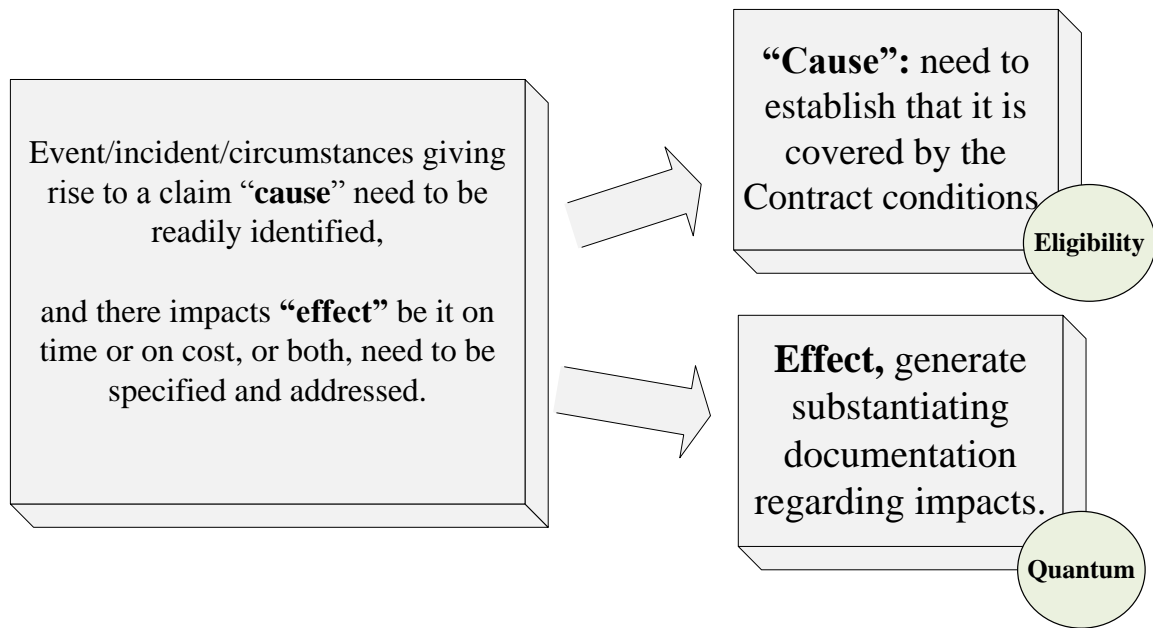 Event/incident/circumstances giving
rise to a claim “cause” need to be
readily identified,
and there impacts “effect” be it on
time or on cost, or both, need to be
specified and addressed.
“Cause”: need to
establish that it is
covered by the
Contract conditions
Eligibility
Effect, generate
substantiating
documentation
regarding impacts.
Quantum